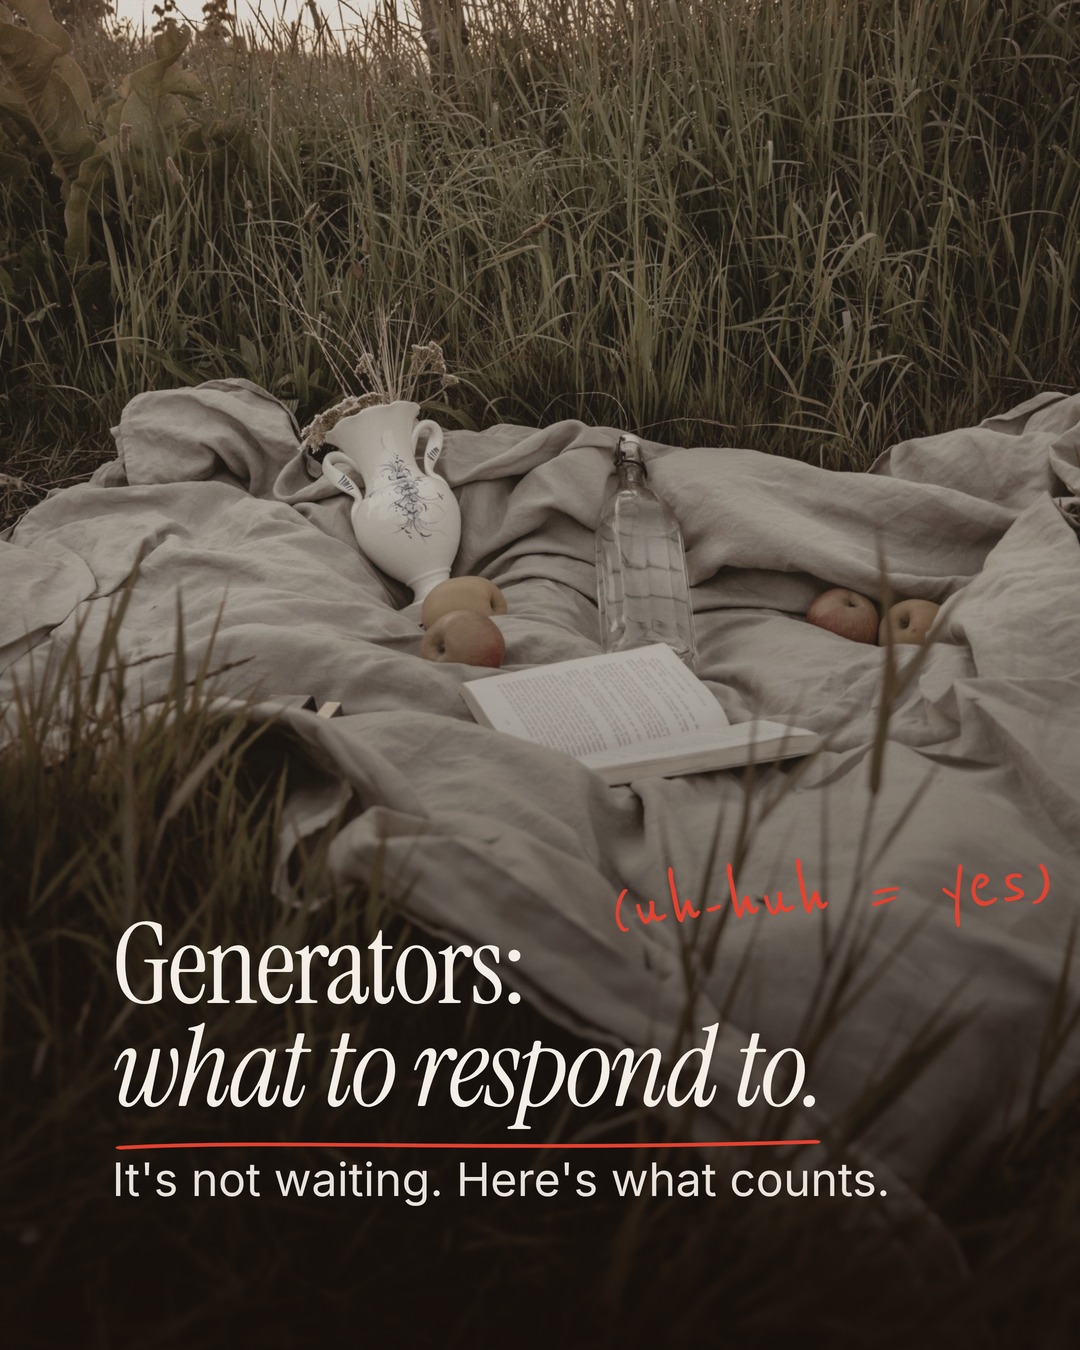 (uh-huh = yes)
Generators:
what to respond to.
It's not waiting. Here's what counts.